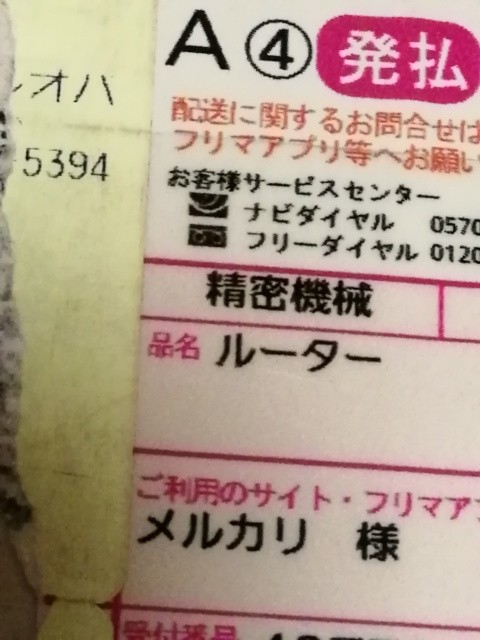 A④ 発払
オバ
5394
配送に関するお問合せは
フリマアプリ等へお願い
お客様サービスセンター
ナビダイヤル 0570
フリーダイヤル 0120
精密機械
品名 ルーター
ご利用のサイト・フリマア
メルカリ 様
受付番号